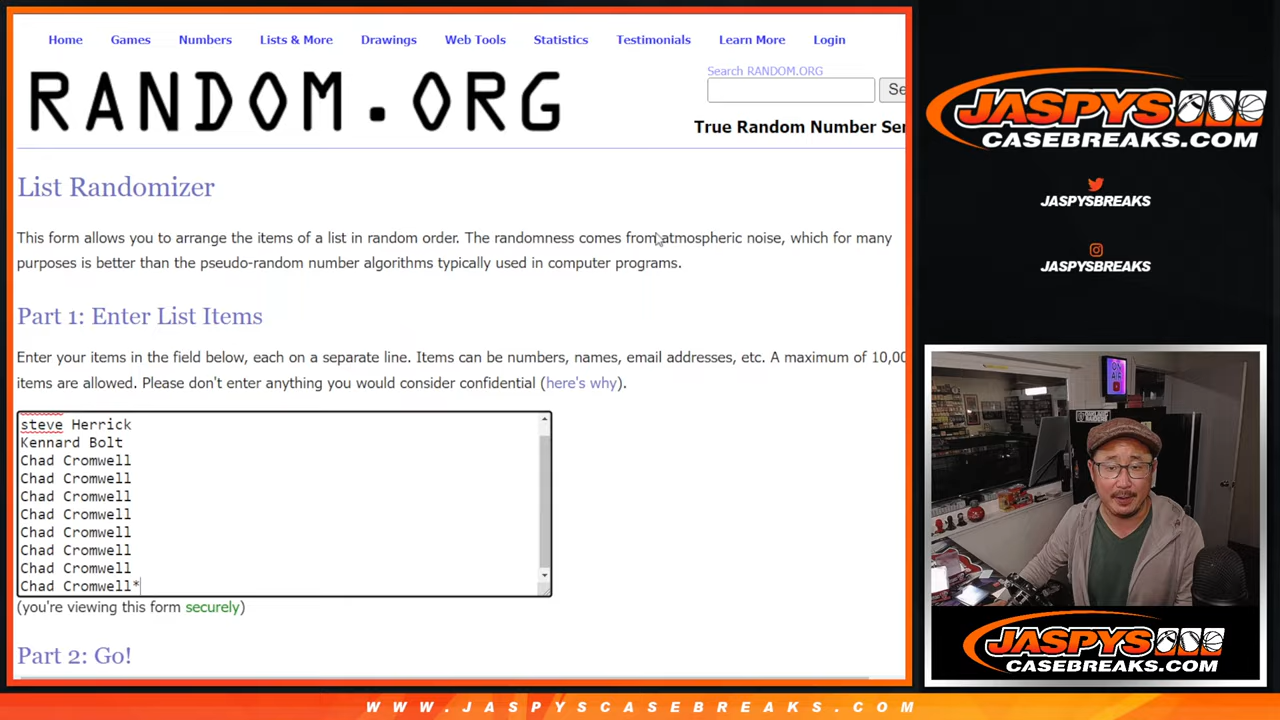 Home Games Numbers Lists & More Drawings Web Tools Statistics Testimonials Learn More Login
RANDOM.ORG
Search RANDOM.ORG
True Random Number Ser
List Randomizer
This form allows you to arrange the items of a list in random order. The randomness comes from atmospheric noise, which for many
purposes is better than the pseudo-random number algorithms typically used in computer programs.
Part 1: Enter List Items
Enter your items in the field below, each on a separate line. Items can be numbers, names, email addresses, etc. A maximum of 10,00
items are allowed. Please don't enter anything you would consider confidential (here's why).
steve Herrick
Kennard Bolt
Chad Cromwell
Chad Cromwell
Chad Cromwell
Chad Cromwell
Chad Cromwell
Chad Cromwell
Chad Cromwell
Chad Cromwell*
(you're viewing this form securely)
Part 2: Go!
JASPYS
CASEBREAKS.COM
JASPYSBREAKS
JASPYSBREAKS
ON
AIR
JASPYS
CASEBREAKS.COM
WWW.JASPYSCASEBREAKS.COM